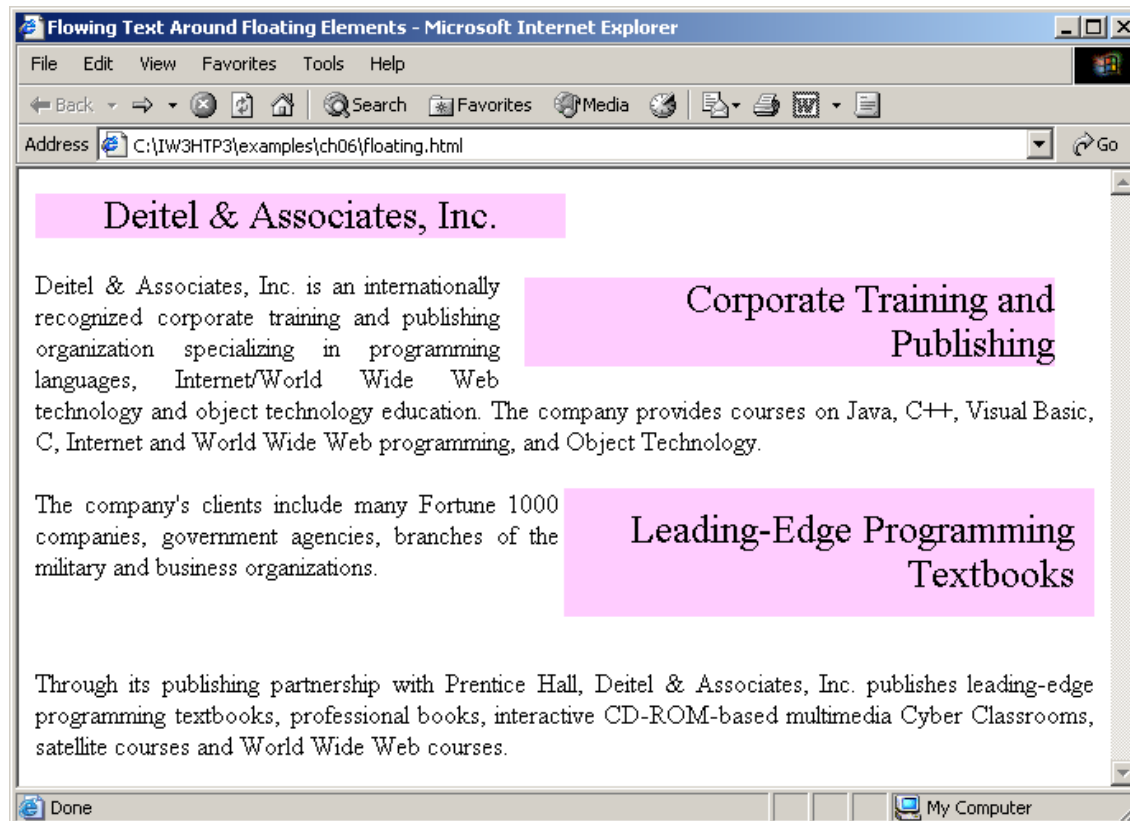 Flowing Text Around Floating Elements - Microsoft Internet Explorer
File Edit View Favorites Tools Help
Back Search Favorites Media W
Address C:\IW3HTP3\examples\ch06\floating.html Go
Deitel & Associates, Inc.
Deitel & Associates, Inc. is an internationally
recognized corporate training and publishing
organization specializing in programming
languages, Internet/World Wide Web
technology and object technology education. The company provides courses on Java, C++, Visual Basic,
C, Internet and World Wide Web programming, and Object Technology.
Corporate Training and
Publishing
The company's clients include many Fortune 1000
companies, government agencies, branches of the
military and business organizations.
Leading-Edge Programming
Textbooks
Through its publishing partnership with Prentice Hall, Deitel & Associates, Inc. publishes leading-edge
programming textbooks, professional books, interactive CD-ROM-based multimedia Cyber Classrooms,
satellite courses and World Wide Web courses.
Done My Computer